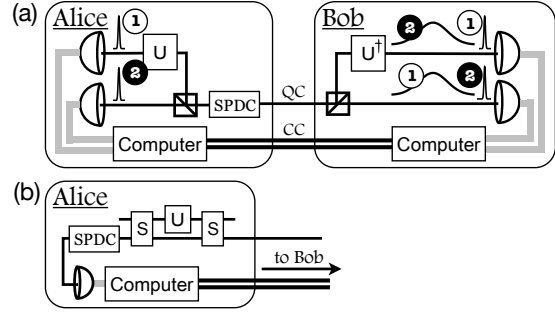 (a)
Alice
Bob
1
U
2
2
1
U†
1
2
SPDC
QC
CC
Computer
Computer
(b)
Alice
SPDC
S
U
S
Computer
to Bob